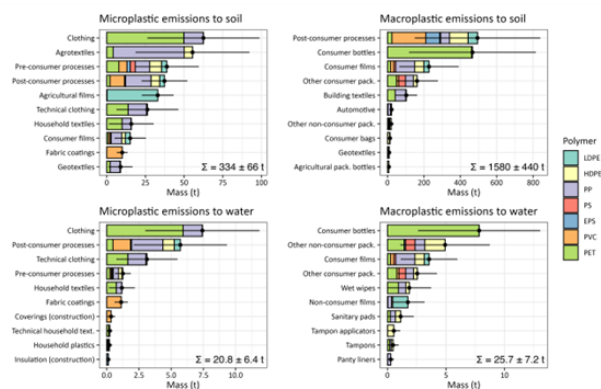 Microplastic emissions to soil
Clothing
Agrotextiles
Pre-consumer processes
Post-consumer processes
Agricultural films
Technical clothing
Household textiles
Consumer films
Fabric coatings
Geotextiles
Σ = 334 ± 66 t
0 25 50 75 100
Mass (t)
Macroplastic emissions to soil
Post-consumer processes
Consumer bottles
Consumer films
Other consumer pack.
Building textiles
Automotive
Other non-consumer pack.
Consumer bags
Geotextiles
Agricultural pack. bottles
Σ = 1580 ± 440 t
0 200 400 600 800
Mass (t)
Microplastic emissions to water
Clothing
Post-consumer processes
Technical clothing
Pre-consumer processes
Household textiles
Fabric coatings
Coverings (construction)
Technical household text.
Household plastics
Insulation (construction)
Σ = 20.8 ± 6.4 t
0.0 2.5 5.0 7.5 10.0
Mass (t)
Macroplastic emissions to water
Consumer bottles
Other non-consumer pack.
Consumer films
Other consumer pack.
Wet wipes
Non-consumer films
Sanitary pads
Tampon applicators
Tampons
Panty liners
Σ = 25.7 ± 7.2 t
0 5 10
Mass (t)
Polymer
LDPE
HDPE
PP
PS
EPS
PVC
PET